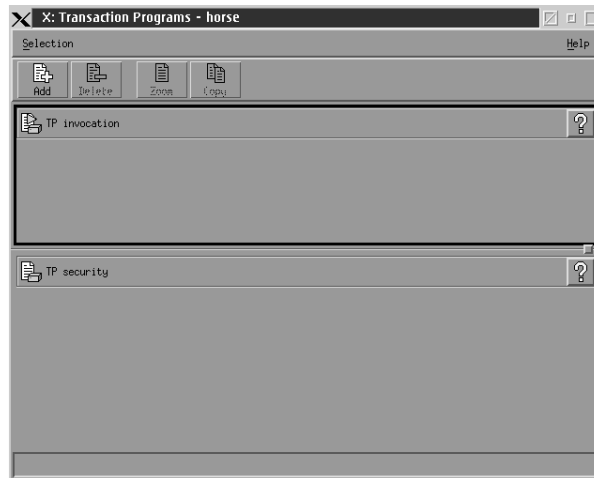 X: Transaction Programs - horse
Selection Help
Add Delete Zoom Copy
TP invocation
TP security